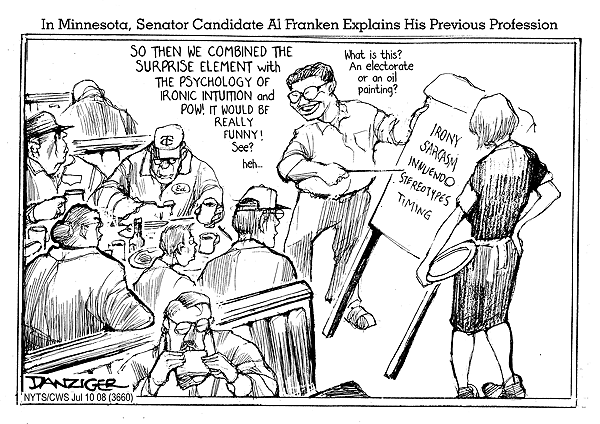 In Minnesota, Senator Candidate Al Franken Explains His Previous Profession
SO THEN WE COMBINED THE
SURPRISE ELEMENT with
THE PSYCHOLOGY OF
IRONIC INTUITION and
POW! IT WOULD BE
REALLY
FUNNY!
See?
heh...
What is this?
An electorate
or an oil
painting?
IRONY
SARCASM
INNUENDO
STEREOTYPES
TIMING
TC
Ed
DANZIGER
NYTS/CWS Jul 10 08 (3660)